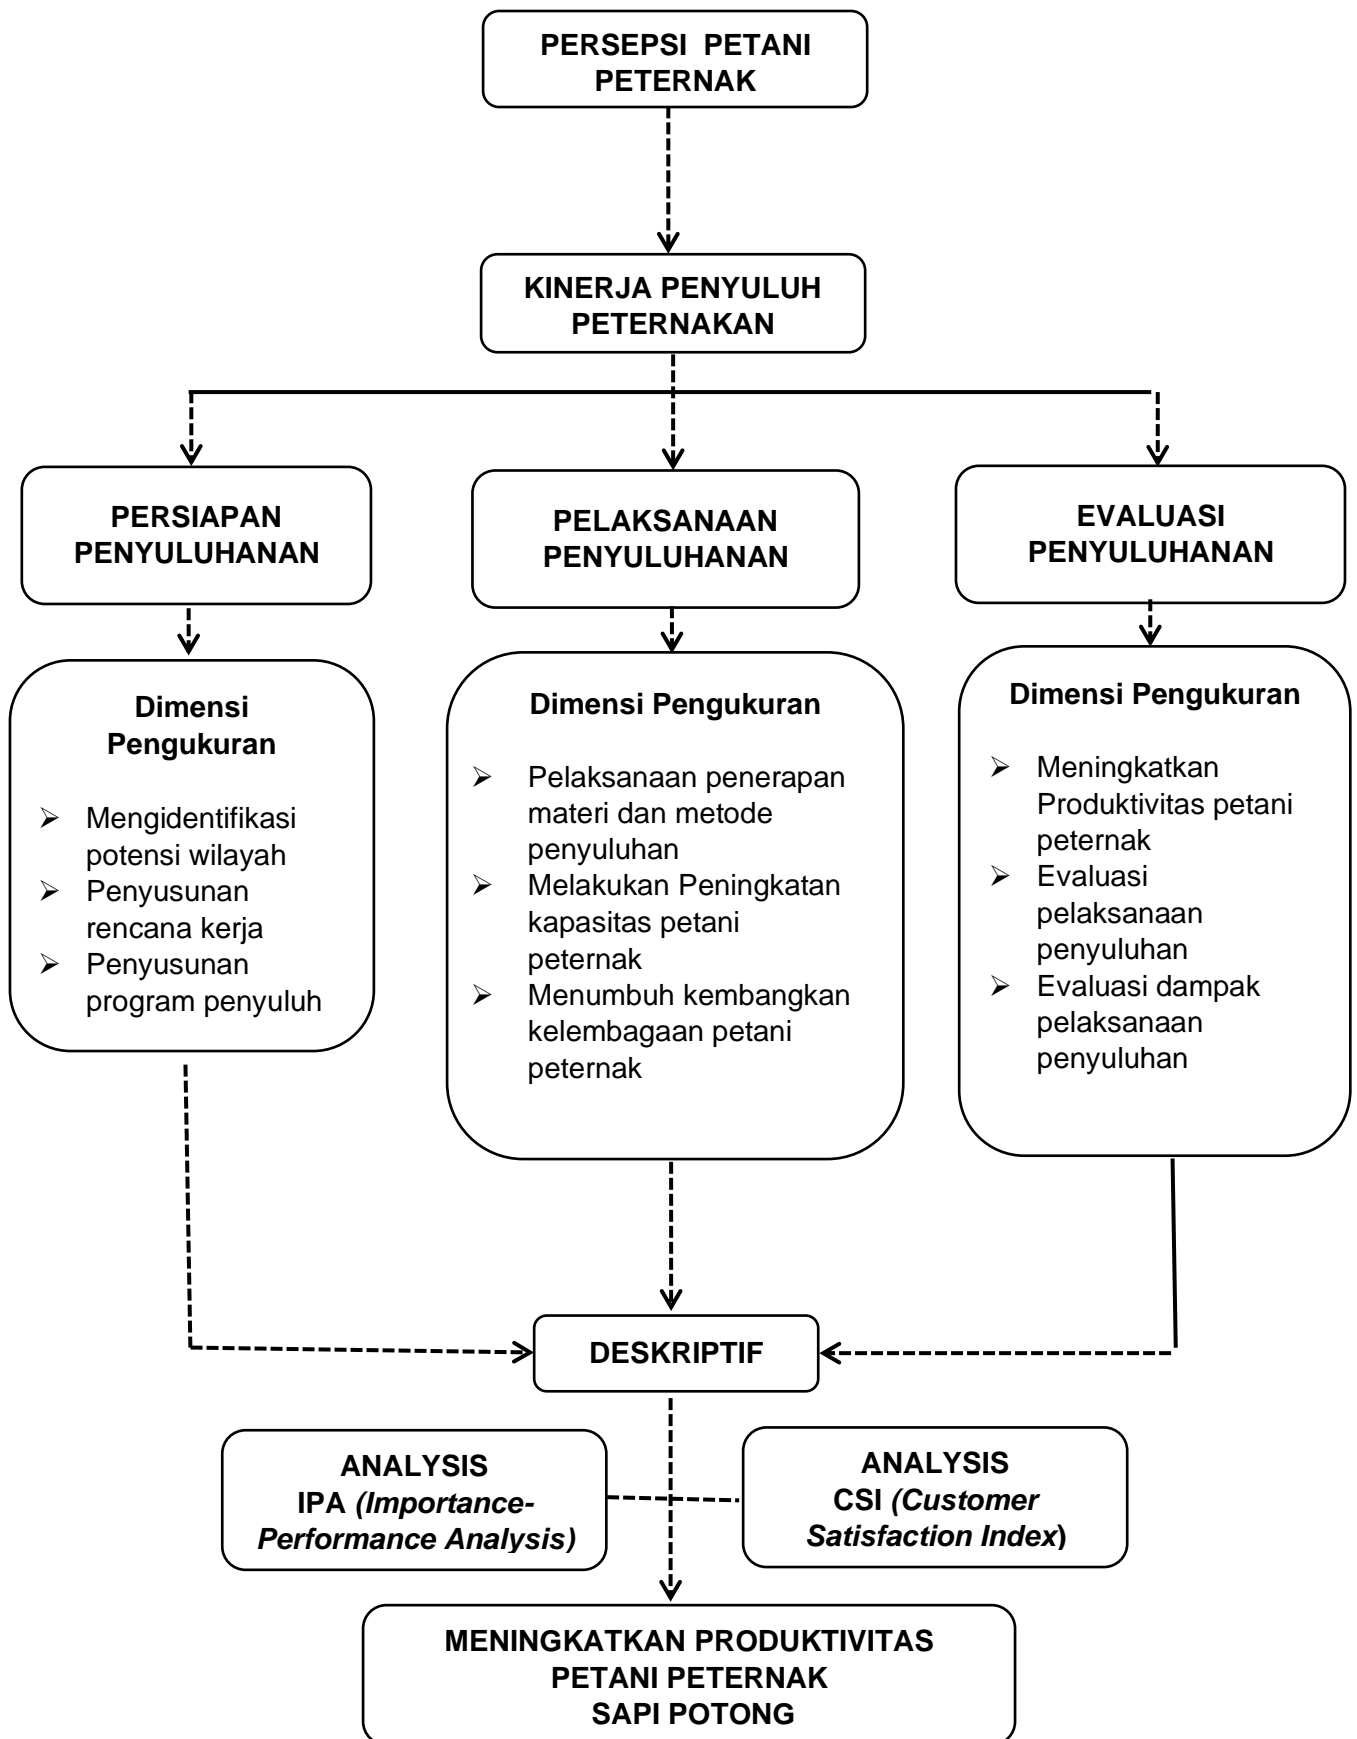 PERSEPSI PETANI
PETERNAK
KINERJA PENYULUH
PETERNAKAN
PERSIAPAN
PENYULUHANAN
PELAKSANAAN
PENYULUHANAN
EVALUASI
PENYULUHANAN
Dimensi
Pengukuran
➢ Mengidentifikasi
potensi wilayah
➢ Penyusunan
rencana kerja
➢ Penyusunan
program penyuluh
Dimensi Pengukuran
➢ Pelaksanaan penerapan
materi dan metode
penyuluhan
➢ Melakukan Peningkatan
kapasitas petani
peternak
➢ Menumbuh kembangkan
kelembagaan petani
peternak
Dimensi Pengukuran
➢ Meningkatkan
Produktivitas petani
peternak
➢ Evaluasi
pelaksanaan
penyuluhan
➢ Evaluasi dampak
pelaksanaan
penyuluhan
DESKRIPTIF
ANALYSIS
IPA (Importance-
Performance Analysis)
ANALYSIS
CSI (Customer
Satisfaction Index)
MENINGKATKAN PRODUKTIVITAS
PETANI PETERNAK
SAPI POTONG